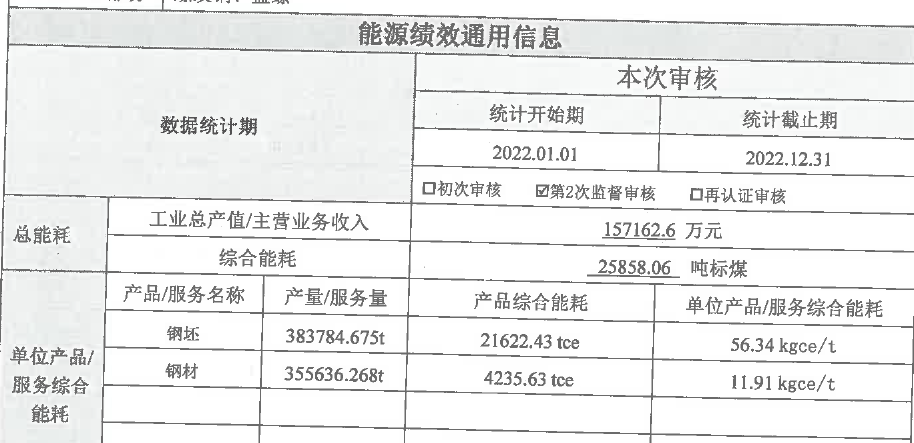 能源绩效通用信息
数据统计期
本次审核
统计开始期 统计截止期
2022.01.01 2022.12.31
☐初次审核 ☑第2次监督审核 ☐再认证审核
总能耗
工业总产值/主营业务收入 157162.6 万元
综合能耗 25858.06 吨标煤
单位产品/
服务综合
能耗
产品/服务名称 产量/服务量 产品综合能耗 单位产品/服务综合能耗
钢坯 383784.675t 21622.43 tce 56.34 kgce/t
钢材 355636.268t 4235.63 tce 11.91 kgce/t